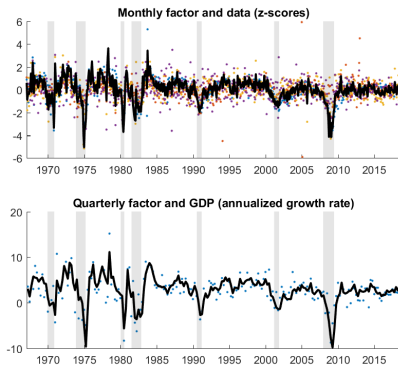 Monthly factor and data (z-scores)
6
4
2
0
-2
-4
-6
1970 1975 1980 1985 1990 1995 2000 2005 2010 2015
Quarterly factor and GDP (annualized growth rate)
20
10
0
-10
1970 1975 1980 1985 1990 1995 2000 2005 2010 2015